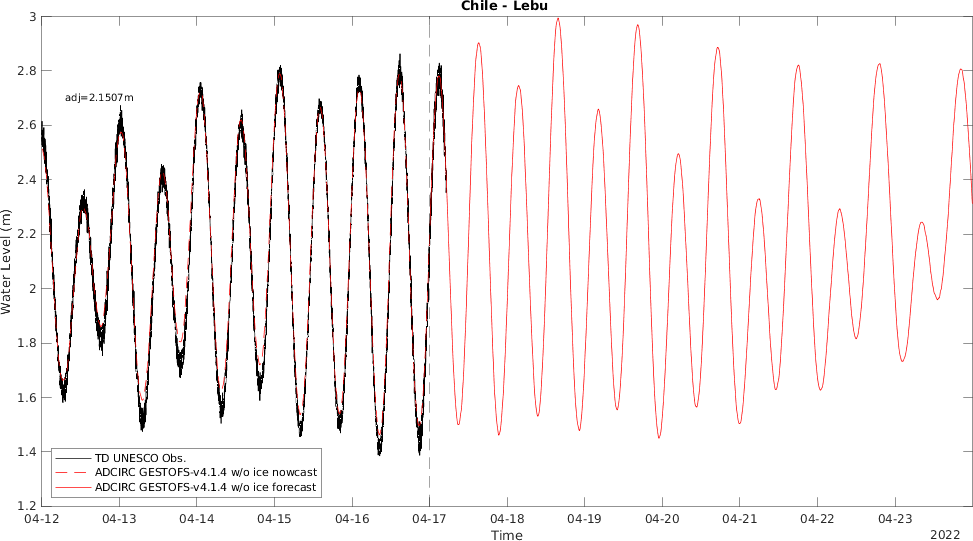 Chile - Lebu
adj=2.1507m
Water Level (m)
3
2.8
2.6
2.4
2.2
2
1.8
1.6
1.4
1.2
TD UNESCO Obs.
ADCIRC GESTOFS-v4.1.4 w/o ice nowcast
ADCIRC GESTOFS-v4.1.4 w/o ice forecast
04-12 04-13 04-14 04-15 04-16 04-17 04-18 04-19 04-20 04-21 04-22 04-23
Time
2022